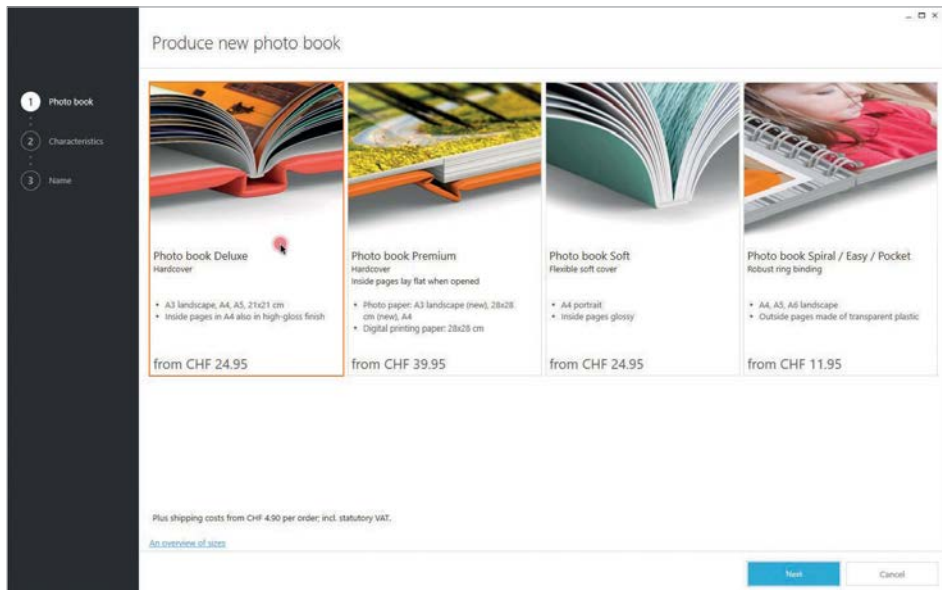 Produce new photo book
1 Photo book
2 Characteristics
3 Name
Photo book Deluxe
Hardcover
• A3 landscape, A4, A5, 21x21 cm
• Inside pages in A4 also in high-gloss finish
from CHF 24.95
Photo book Premium
Hardcover
Inside pages lay flat when opened
• Photo paper: A3 landscape (new), 28x28
cm (new), A4
• Digital printing paper: 28x28 cm
from CHF 39.95
Photo book Soft
Flexible soft cover
• A4 portrait
• Inside pages glossy
from CHF 24.95
Photo book Spiral / Easy / Pocket
Robust ring binding
• A4, A5, A6 landscape
• Outside pages made of transparent plastic
from CHF 11.95
Plus shipping costs from CHF 4.90 per order; incl. statutory VAT.
An overview of sizes
Next
Cancel